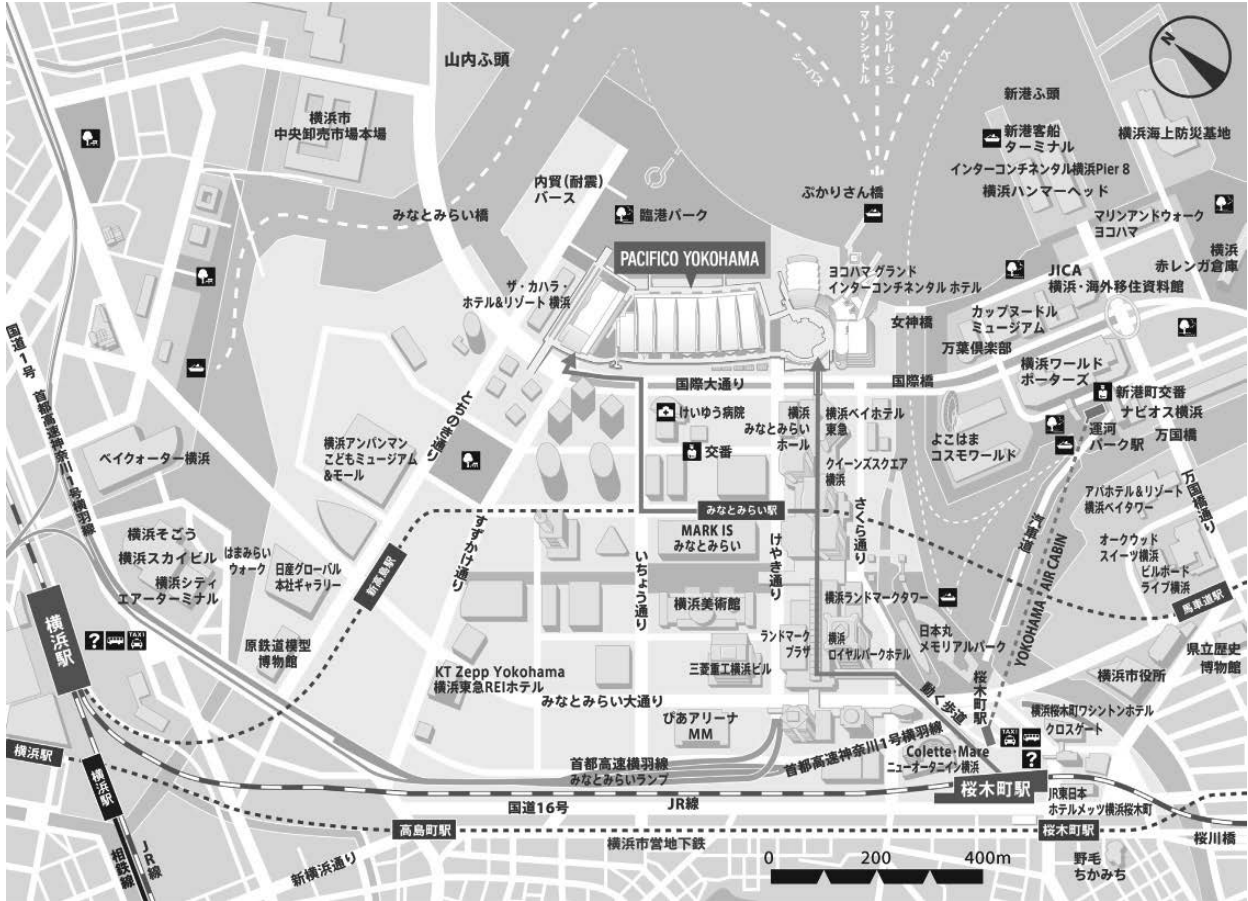 山内ふ頭
横浜市
中央卸売市場本場
みなとみらい橋
内貿（耐震）
バース
臨港パーク
PACIFICO YOKOHAMA
シーバス
マリンシャトル
マリンルージュ
シーバス
ぷかりさん橋
新港ふ頭
新港客船
ターミナル
横浜海上防災基地
インターコンチネンタル横浜Pier 8
横浜ハンマーヘッド
マリンアンドウォーク
ヨコハマ
横浜
赤レンガ倉庫
N
ザ・カハラ・
ホテル&リゾート 横浜
ヨコハマ グランド
インターコンチネンタル ホテル
JICA
横浜・海外移住資料館
カップヌードル
ミュージアム
女神橋
万葉倶楽部
国際橋
国際大通り
横浜ワールド
ポーターズ
新港町交番
ナビオス横浜
運河
パーク駅
万国橋
万国橋通り
国道1号
首都高速神奈川1号横羽線
ベイクォーター横浜
横浜アンパンマン
こどもミュージアム
&モール
とちのき通り
けいゆう病院
交番
横浜
みなとみらい
ホール
横浜ベイホテル
東急
クイーンズスクエア
横浜
よこはま
コスモワールド
アパホテル&リゾート
横浜ベイタワー
オークウッド
スイーツ横浜
ビルボード
ライブ横浜
みなとみらい駅
MARK IS
みなとみらい
さくら通り
けやき通り
いちょう通り
すずかけ通り
汽車道
YOKOHAMA AIR CABIN
馬車道駅
横浜そごう
横浜スカイビル
横浜シティ
エアーターミナル
はまみらい
ウォーク
日産グローバル
本社ギャラリー
新高島駅
横浜美術館
横浜ランドマークタワー
ランドマーク
プラザ
横浜
ロイヤルパークホテル
日本丸
メモリアルパーク
県立歴史
博物館
横浜市役所
横浜駅
?
TAXI
原鉄道模型
博物館
KT Zepp Yokohama
横浜東急REIホテル
三菱重工横浜ビル
みなとみらい大通り
ぴあアリーナ
MM
動く歩道
桜木町駅
横浜桜木町ワシントンホテル
クロスゲート
TAXI
?
首都高速横羽線
みなとみらいランプ
首都高速神奈川1号横羽線
Colette・Mare
ニューオータニイン横浜
桜木町駅
JR東日本
ホテルメッツ横浜桜木町
横浜駅
横浜駅
国道16号
JR線
高島町駅
桜木町駅
桜川橋
横浜市営地下鉄
相鉄線
JR線
新横浜通り
0 200 400m
野毛
ちかみち